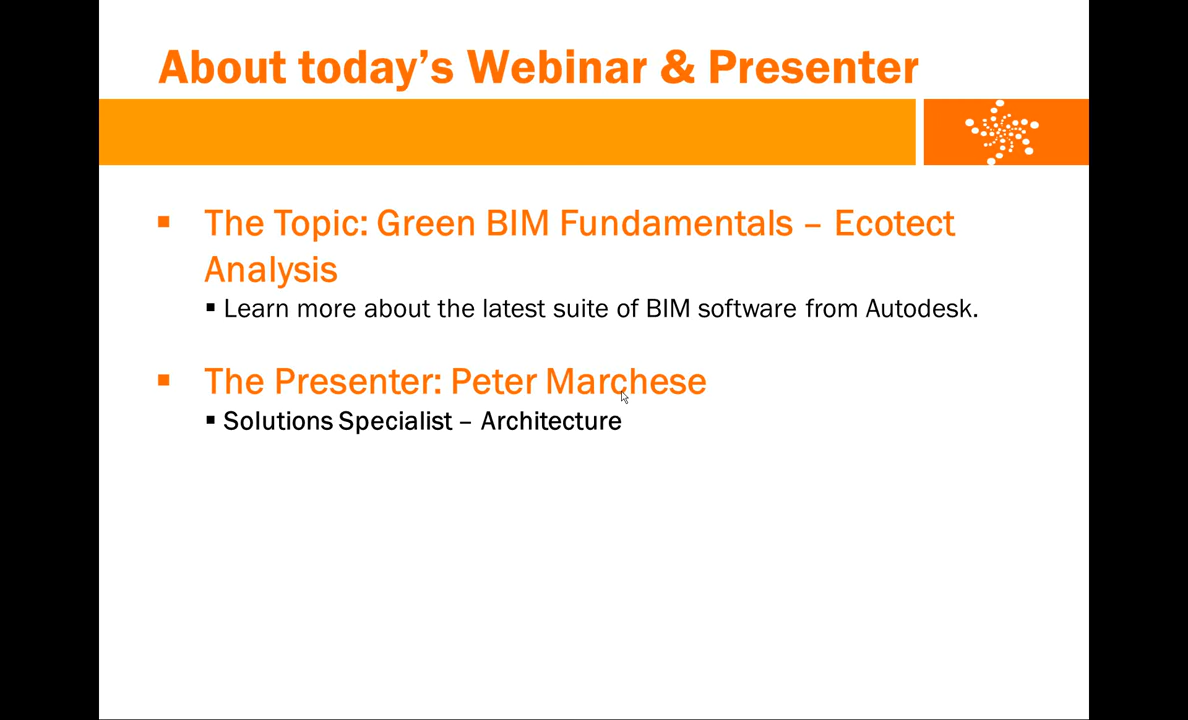 About today’s Webinar & Presenter
▪ The Topic: Green BIM Fundamentals – Ecotect
Analysis
▪ Learn more about the latest suite of BIM software from Autodesk.
▪ The Presenter: Peter Marchese
▪ Solutions Specialist – Architecture